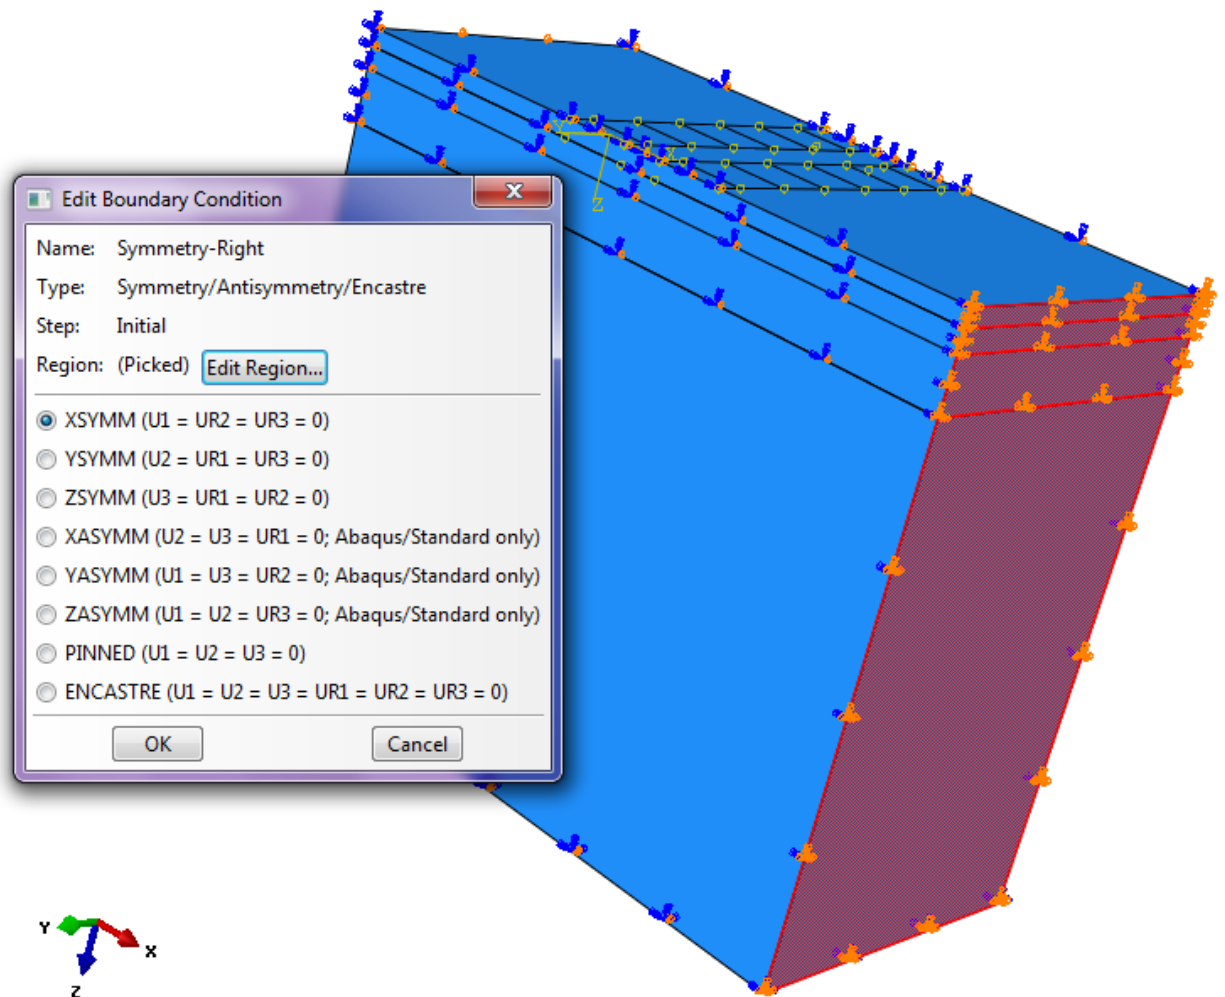 Edit Boundary Condition
Name: Symmetry-Right
Type: Symmetry/Antisymmetry/Encastre
Step: Initial
Region: (Picked) Edit Region...
XSYMM (U1 = UR2 = UR3 = 0)
YSYMM (U2 = UR1 = UR3 = 0)
ZSYMM (U3 = UR1 = UR2 = 0)
XASYMM (U2 = U3 = UR1 = 0; Abaqus/Standard only)
YASYMM (U1 = U3 = UR2 = 0; Abaqus/Standard only)
ZASYMM (U1 = U2 = UR3 = 0; Abaqus/Standard only)
PINNED (U1 = U2 = U3 = 0)
ENCASTRE (U1 = U2 = U3 = UR1 = UR2 = UR3 = 0)
OK Cancel
Y X Z
Y
X
Z